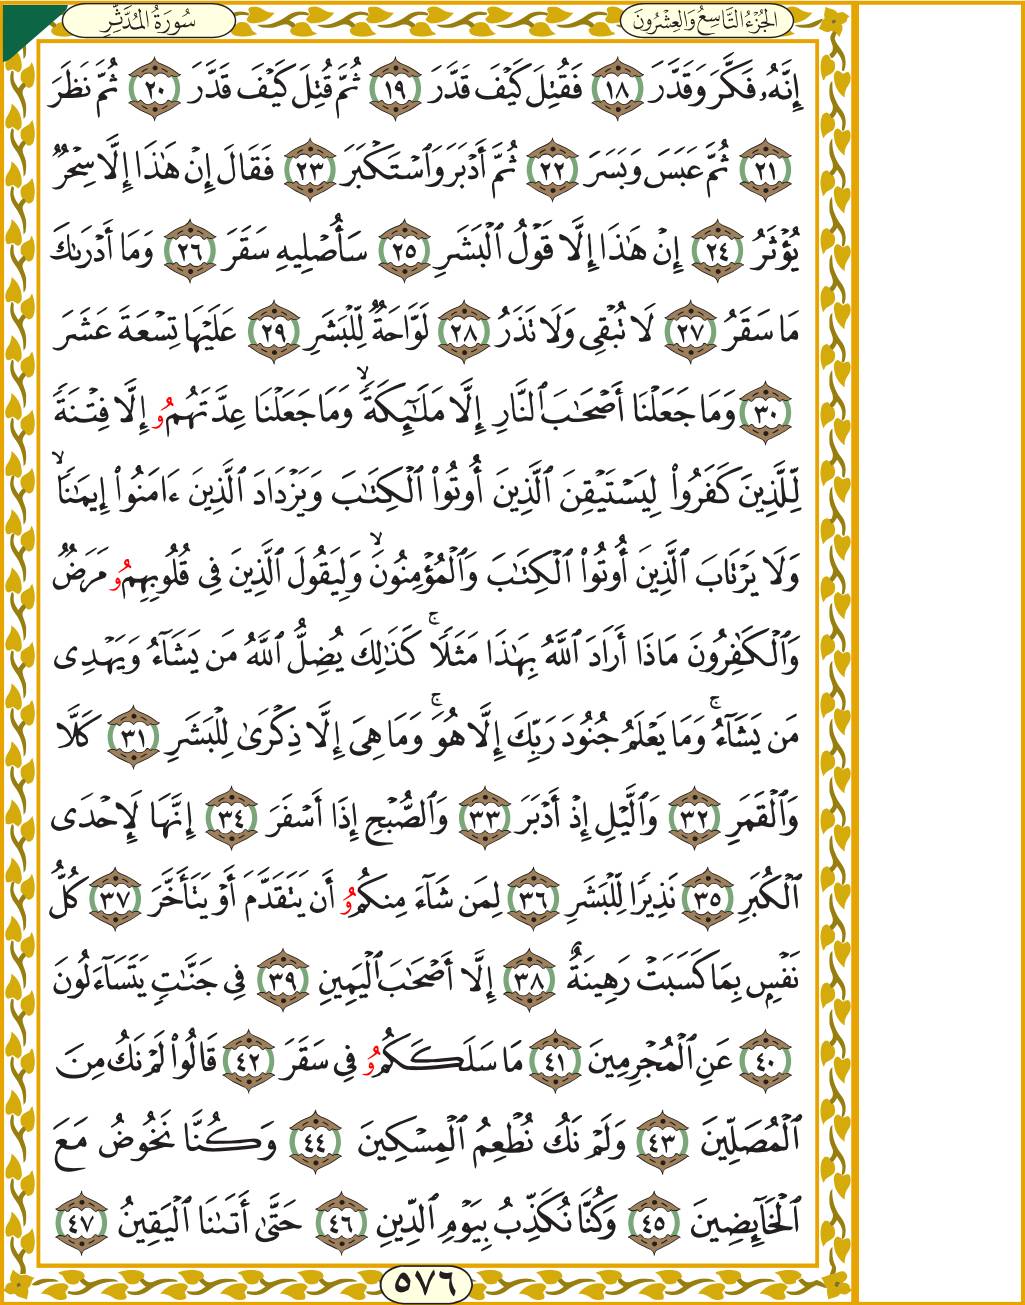 سُورَةُ المُدَّثِّرِ
الجُزْءُ التَّاسِعُ وَالعِشْرُونَ
إِنَّهُۥ فَكَّرَ وَقَدَّرَ ١٨ فَقُتِلَ كَيْفَ قَدَّرَ ١٩ ثُمَّ قُتِلَ كَيْفَ قَدَّرَ ٢٠ ثُمَّ نَظَرَ
٢١ ثُمَّ عَبَسَ وَبَسَرَ ٢٢ ثُمَّ أَدْبَرَ وَٱسْتَكْبَرَ ٢٣ فَقَالَ إِنْ هَٰذَا إِلَّا سِحْرٌ
يُؤْثَرُ ٢٤ إِنْ هَٰذَا إِلَّا قَوْلُ ٱلْبَشَرِ ٢٥ سَأُصْلِيهِ سَقَرَ ٢٦ وَمَا أَدْرَىٰكَ
مَا سَقَرُ ٢٧ لَا تُبْقِى وَلَا تَذَرُ ٢٨ لَوَّاحَةٌ لِّلْبَشَرِ ٢٩ عَلَيْهَا تِسْعَةَ عَشَرَ
٣٠ وَمَا جَعَلْنَا أَصْحَٰبَ ٱلنَّارِ إِلَّا مَلَٰٓئِكَةًۙ وَمَا جَعَلْنَا عِدَّتَهُمُۥ إِلَّا فِتْنَةً
لِّلَّذِينَ كَفَرُوا۟ لِيَسْتَيْقِنَ ٱلَّذِينَ أُوتُوا۟ ٱلْكِتَٰبَ وَيَزْدَادَ ٱلَّذِينَ ءَامَنُوا۟ إِيمَٰنًاۙ
وَلَا يَرْتَابَ ٱلَّذِينَ أُوتُوا۟ ٱلْكِتَٰبَ وَٱلْمُؤْمِنُونَۙ وَلِيَقُولَ ٱلَّذِينَ فِى قُلُوبِهِمُۥ مَرَضٌ
وَٱلْكَٰفِرُونَ مَاذَا أَرَادَ ٱللَّهُ بِهَٰذَا مَثَلًاۚ كَذَٰلِكَ يُضِلُّ ٱللَّهُ مَن يَشَآءُ وَيَهْدِى
مَن يَشَآءُۚ وَمَا يَعْلَمُ جُنُودَ رَبِّكَ إِلَّا هُوَۚ وَمَا هِىَ إِلَّا ذِكْرَىٰ لِلْبَشَرِ ٣١ كَلَّا
وَٱلْقَمَرِ ٣٢ وَٱلَّيْلِ إِذْ أَدْبَرَ ٣٣ وَٱلصُّبْحِ إِذَا أَسْفَرَ ٣٤ إِنَّهَا لَإِحْدَى
ٱلْكُبَرِ ٣٥ نَذِيرًا لِّلْبَشَرِ ٣٦ لِمَن شَآءَ مِنكُمُۥ أَن يَتَقَدَّمَ أَوْ يَتَأَخَّرَ ٣٧ كُلُّ
نَفْسٍ بِمَا كَسَبَتْ رَهِينَةٌ ٣٨ إِلَّا أَصْحَٰبَ ٱلْيَمِينِ ٣٩ فِى جَنَّٰتٍ يَتَسَآءَلُونَ
٤٠ عَنِ ٱلْمُجْرِمِينَ ٤١ مَا سَلَكَكُمُۥ فِى سَقَرَ ٤٢ قَالُوا۟ لَمْ نَكُ مِنَ
ٱلْمُصَلِّينَ ٤٣ وَلَمْ نَكُ نُطْعِمُ ٱلْمِسْكِينَ ٤٤ وَكُنَّا نَخُوضُ مَعَ
ٱلْخَآئِضِينَ ٤٥ وَكُنَّا نُكَذِّبُ بِيَوْمِ ٱلدِّينِ ٤٦ حَتَّىٰ أَتَىٰنَا ٱلْيَقِينُ ٤٧
٥٧٦